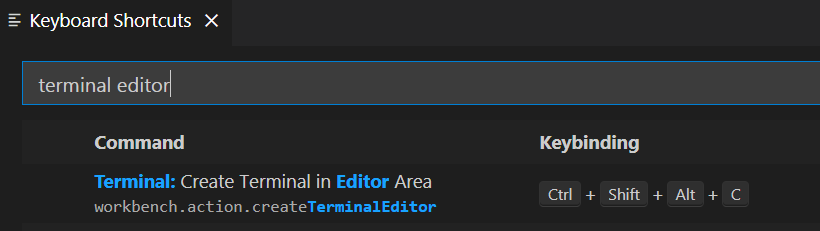 Keyboard Shortcuts
terminal editor
Command Keybinding
Terminal: Create Terminal in Editor Area
workbench.action.createTerminalEditor
Ctrl + Shift + Alt + C